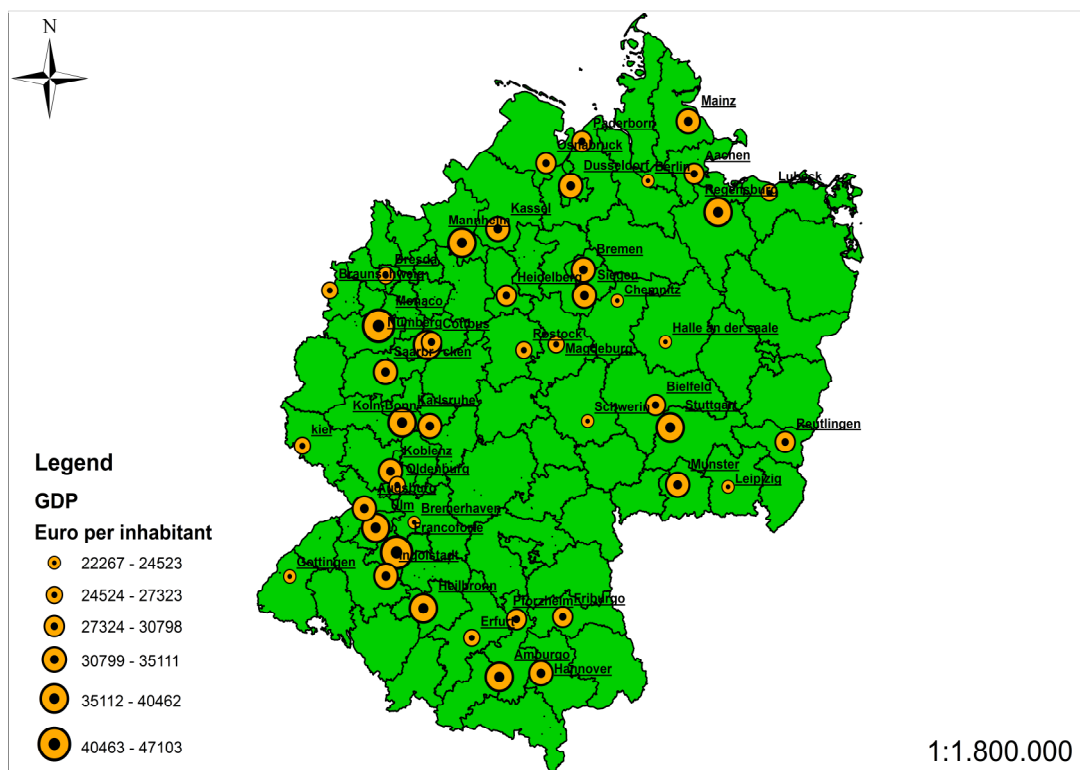 N
Mainz
Paderborn
Osnabruck
Aachen
Dusseldorf
Berlin
Lubeck
Regensburg
Kassel
Mannheim
Bremen
Dresda
Siegen
Braunschweig
Heidelberg
Chemnitz
Monaco
Nurnberg
Cottbus
Halle an der saale
Rostock
Magdeburg
Bielfeld
Karlsruhe
Koln-Bonn
Stuttgart
Schwerin
Reutlingen
kiel
Koblenz
Munster
Oldenburg
Leipizig
Augsburg
Ulm
Bremerhaven
Francoforte
Ingolstadt
Gottingen
Heilbronn
Pforzheim
Friburgo
Erfurt
Amburgo
Hannover
Legend
GDP
Euro per inhabitant
22267 - 24523
24524 - 27323
27324 - 30798
30799 - 35111
35112 - 40462
40463 - 47103
1:1.800.000